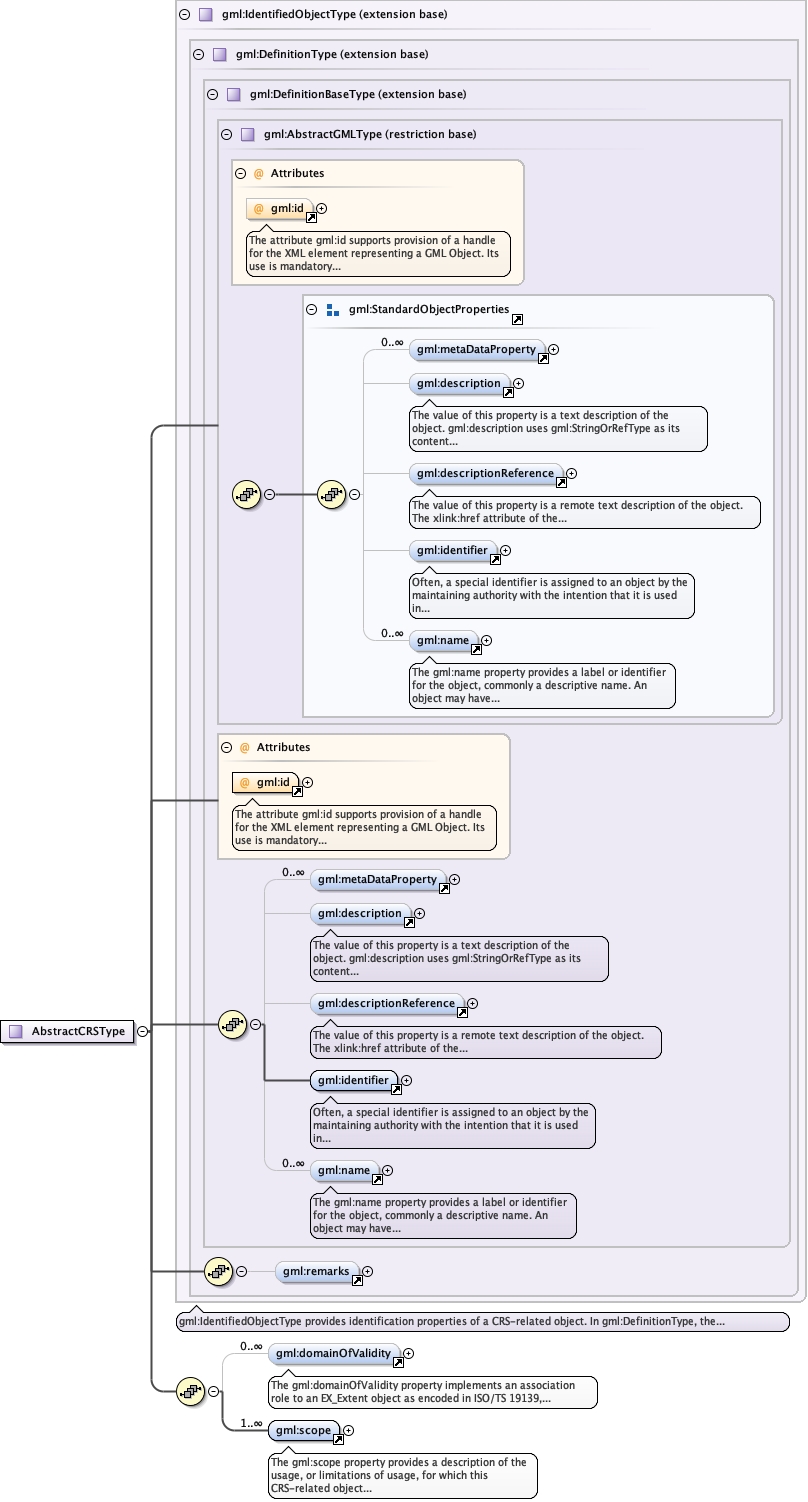 gml:IdentifiedObjectType (extension base)
gml:DefinitionType (extension base)
gml:DefinitionBaseType (extension base)
gml:AbstractGMLType (restriction base)
@ Attributes
@ gml:id
The attribute gml:id supports provision of a handle
for the XML element representing a GML Object. Its
use is mandatory...
gml:StandardObjectProperties
0..∞
gml:metaDataProperty
gml:description
The value of this property is a text description of the
object. gml:description uses gml:StringOrRefType as its
content...
gml:descriptionReference
The value of this property is a remote text description of the object.
The xlink:href attribute of the...
gml:identifier
Often, a special identifier is assigned to an object by the
maintaining authority with the intention that it is used
in...
0..∞
gml:name
The gml:name property provides a label or identifier
for the object, commonly a descriptive name. An
object may have...
@ Attributes
@ gml:id
The attribute gml:id supports provision of a handle
for the XML element representing a GML Object. Its
use is mandatory...
0..∞
gml:metaDataProperty
gml:description
The value of this property is a text description of the
object. gml:description uses gml:StringOrRefType as its
content...
gml:descriptionReference
The value of this property is a remote text description of the object.
The xlink:href attribute of the...
AbstractCRSType
gml:identifier
Often, a special identifier is assigned to an object by the
maintaining authority with the intention that it is used
in...
0..∞
gml:name
The gml:name property provides a label or identifier
for the object, commonly a descriptive name. An
object may have...
gml:remarks
gml:IdentifiedObjectType provides identification properties of a CRS-related object. In gml:DefinitionType, the...
0..∞
gml:domainOfValidity
The gml:domainOfValidity property implements an association
role to an EX_Extent object as encoded in ISO/TS 19139,...
1..∞
gml:scope
The gml:scope property provides a description of the
usage, or limitations of usage, for which this
CRS-related object...